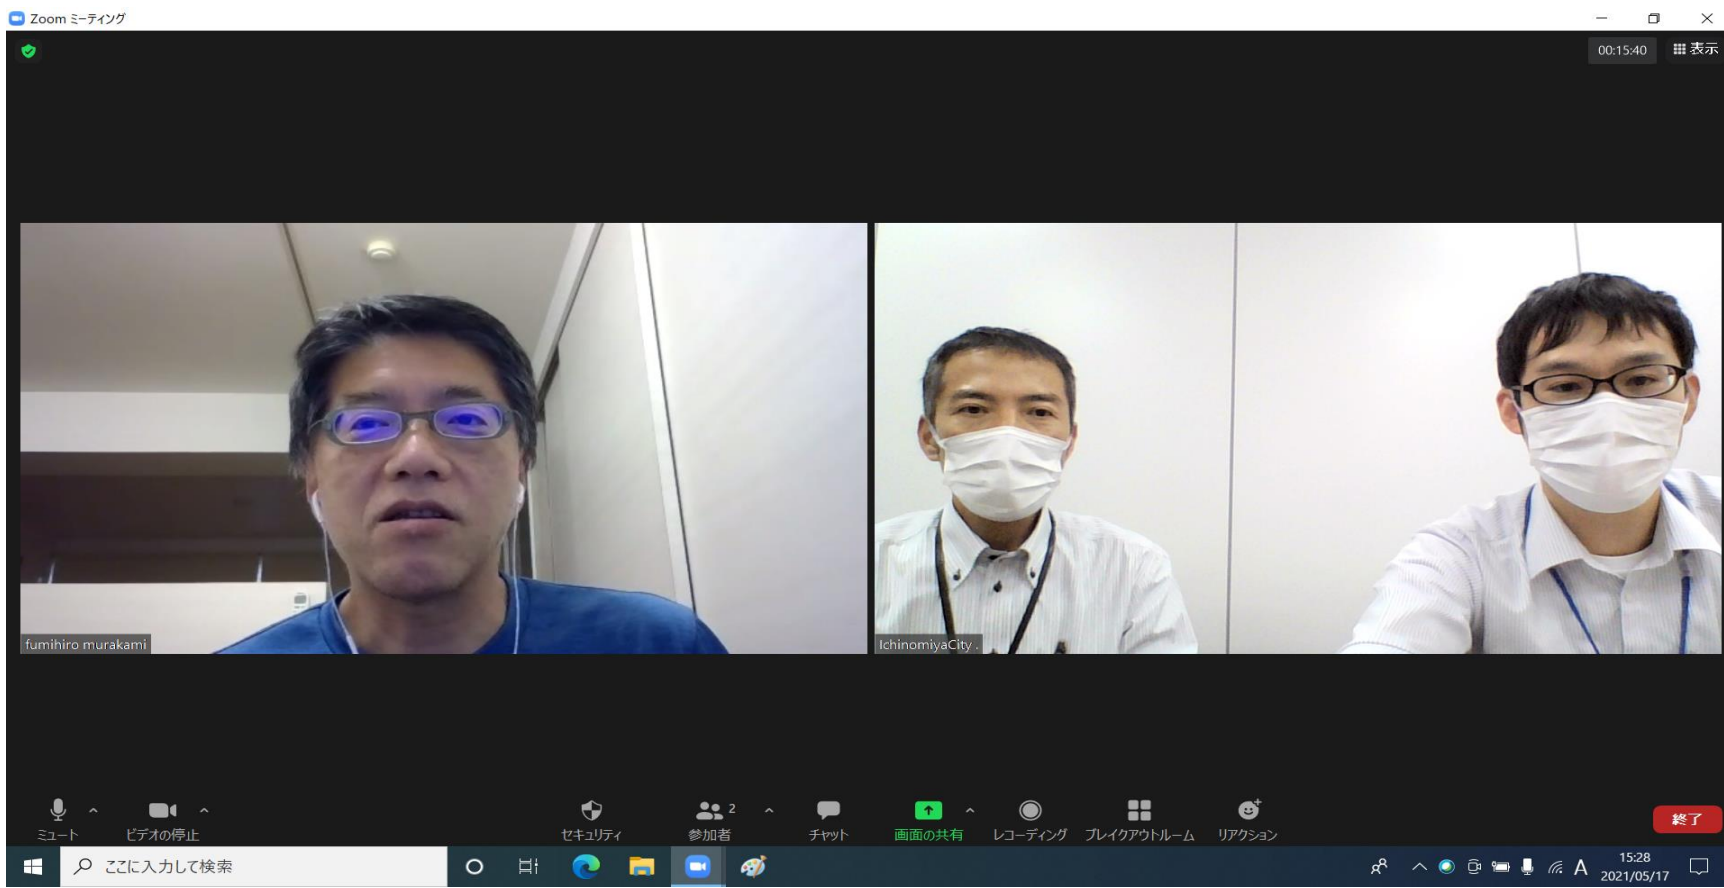 Zoom ミーティング
00:15:40
表示
fumihiro murakami
IchinomiyaCity .
2
ミュート
ビデオの停止
セキュリティ
参加者
チャット
画面の共有
レコーディング
ブレイクアウトルーム
リアクション
終了
ここに入力して検索
A
15:28
2021/05/17